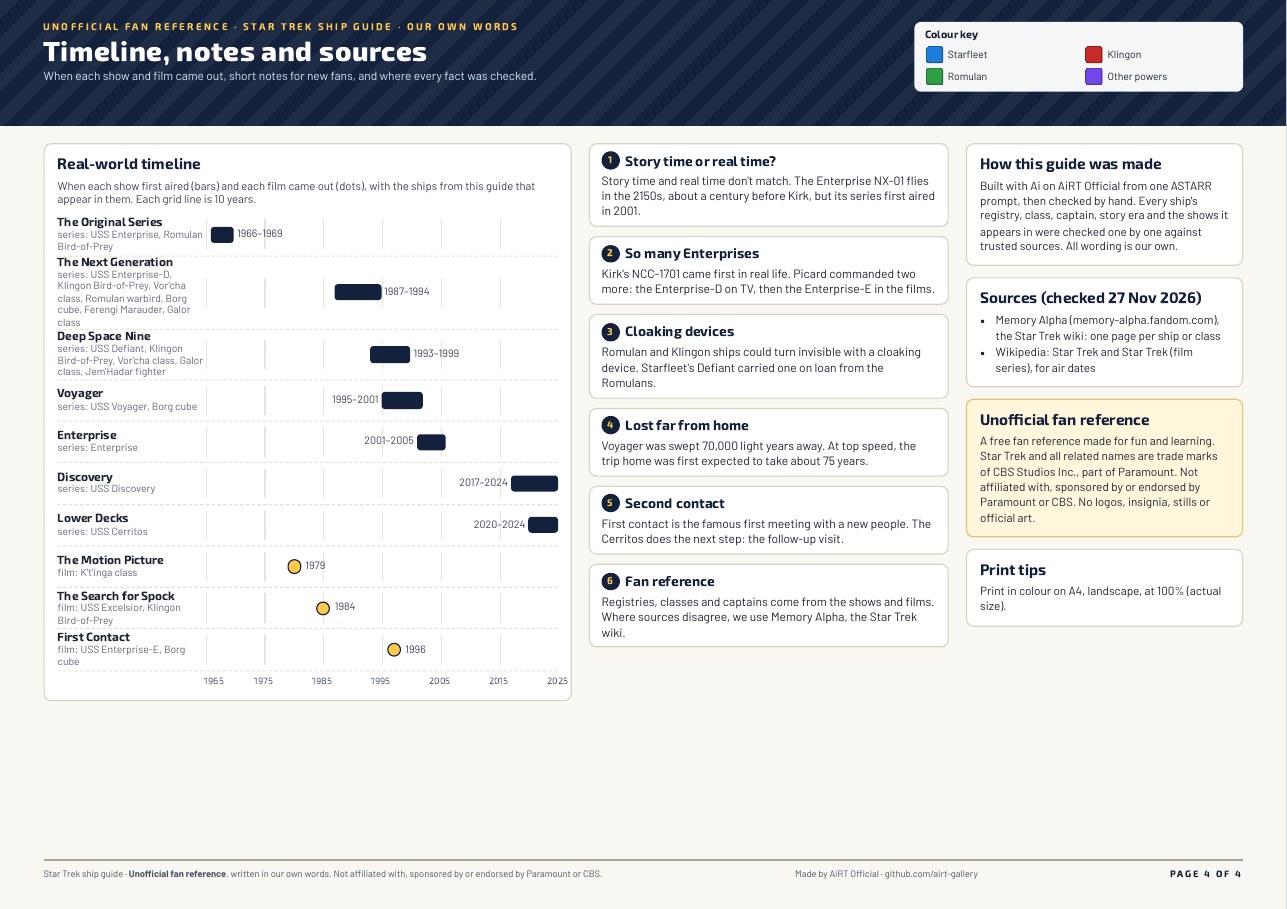 UNOFFICIAL FAN REFERENCE · STAR TREK SHIP GUIDE · OUR OWN WORDS
Timeline, notes and sources
When each show and film came out, short notes for new fans, and where every fact was checked.
Colour key
Starfleet
Klingon
Romulan
Other powers
Real-world timeline
When each show first aired (bars) and each film came out (dots), with the ships from this guide that
appear in them. Each grid line is 10 years.
The Original Series
series: USS Enterprise, Romulan
Bird-of-Prey
1966–1969
The Next Generation
series: USS Enterprise-D,
Klingon Bird-of-Prey, Vor'cha
class, Romulan warbird, Borg
cube, Ferengi Marauder, Galor
class
1987–1994
Deep Space Nine
series: USS Defiant, Klingon
Bird-of-Prey, Vor'cha class, Galor
class, Jem'Hadar fighter
1993–1999
Voyager
series: USS Voyager, Borg cube
1995–2001
Enterprise
series: Enterprise
2001–2005
Discovery
series: USS Discovery
2017–2024
Lower Decks
series: USS Cerritos
2020–2024
The Motion Picture
film: K't'inga class
1979
The Search for Spock
film: USS Excelsior, Klingon
Bird-of-Prey
1984
First Contact
film: USS Enterprise-E, Borg
cube
1996
1965 1975 1985 1995 2005 2015 2025
1 Story time or real time?
Story time and real time don't match. The Enterprise NX-01 flies
in the 2150s, about a century before Kirk, but its series first aired
in 2001.
2 So many Enterprises
Kirk's NCC-1701 came first in real life. Picard commanded two
more: the Enterprise-D on TV, then the Enterprise-E in the films.
3 Cloaking devices
Romulan and Klingon ships could turn invisible with a cloaking
device. Starfleet's Defiant carried one on loan from the
Romulans.
4 Lost far from home
Voyager was swept 70,000 light years away. At top speed, the
trip home was first expected to take about 75 years.
5 Second contact
First contact is the famous first meeting with a new people. The
Cerritos does the next step: the follow-up visit.
6 Fan reference
Registries, classes and captains come from the shows and films.
Where sources disagree, we use Memory Alpha, the Star Trek
wiki.
How this guide was made
Built with Ai on AiRT Official from one ASTARR
prompt, then checked by hand. Every ship's
registry, class, captain, story era and the shows it
appears in were checked one by one against
trusted sources. All wording is our own.
Sources (checked 27 Nov 2026)
• Memory Alpha (memory-alpha.fandom.com),
the Star Trek wiki: one page per ship or class
• Wikipedia: Star Trek and Star Trek (film
series), for air dates
Unofficial fan reference
A free fan reference made for fun and learning.
Star Trek and all related names are trade marks
of CBS Studios Inc., part of Paramount. Not
affiliated with, sponsored by or endorsed by
Paramount or CBS. No logos, insignia, stills or
official art.
Print tips
Print in colour on A4, landscape, at 100% (actual
size).
Star Trek ship guide · Unofficial fan reference, written in our own words. Not affiliated with, sponsored by or endorsed by Paramount or CBS.
Made by AiRT Official · github.com/airt-gallery
PAGE 4 OF 4